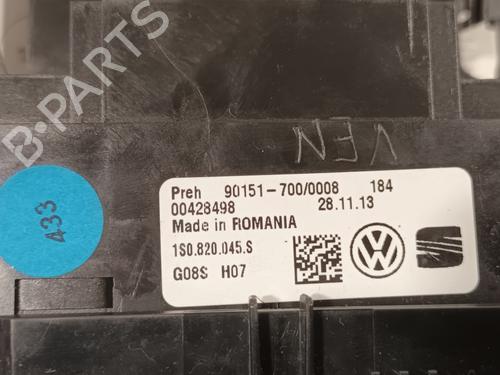 B-PARTS
VEN
433
Preh 90151-700/0008 184
00428498 28.11.13
Made in ROMANIA
1S0.820.045.S
G08S H07